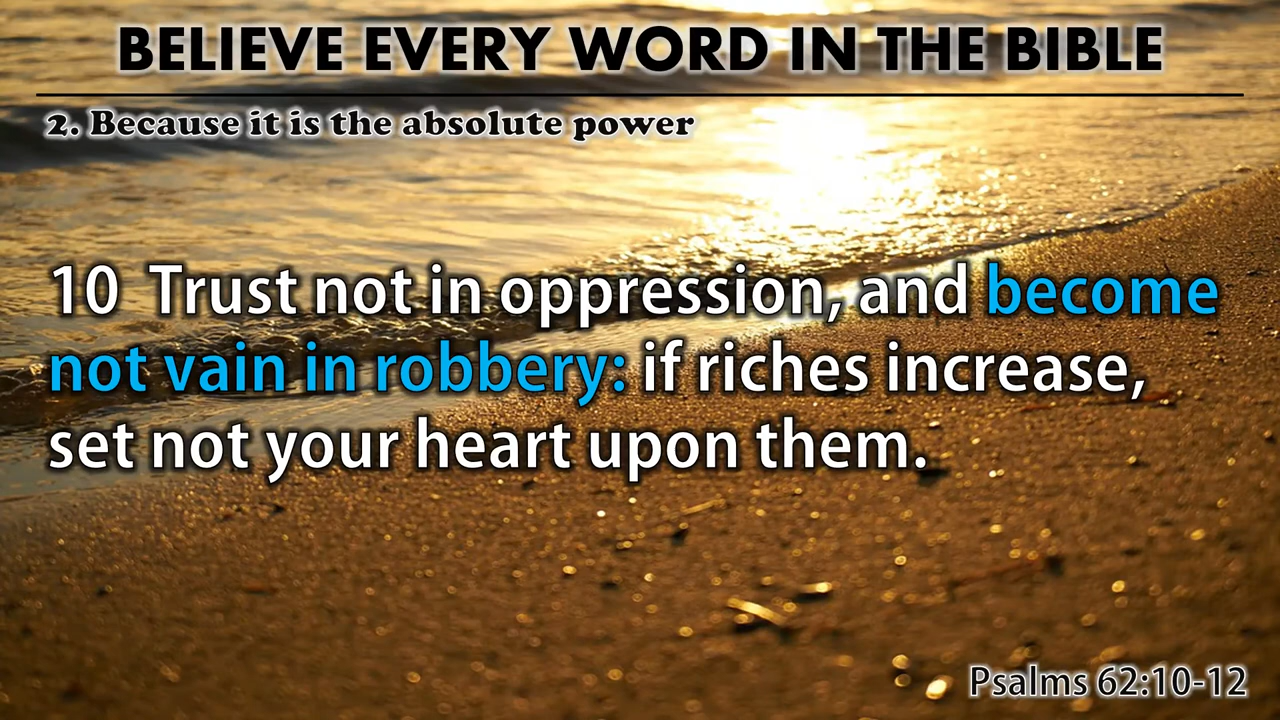 BELIEVE EVERY WORD IN THE BIBLE
2. Because it is the absolute power
10 Trust not in oppression, and become
not vain in robbery: if riches increase,
set not your heart upon them.
Psalms 62:10-12